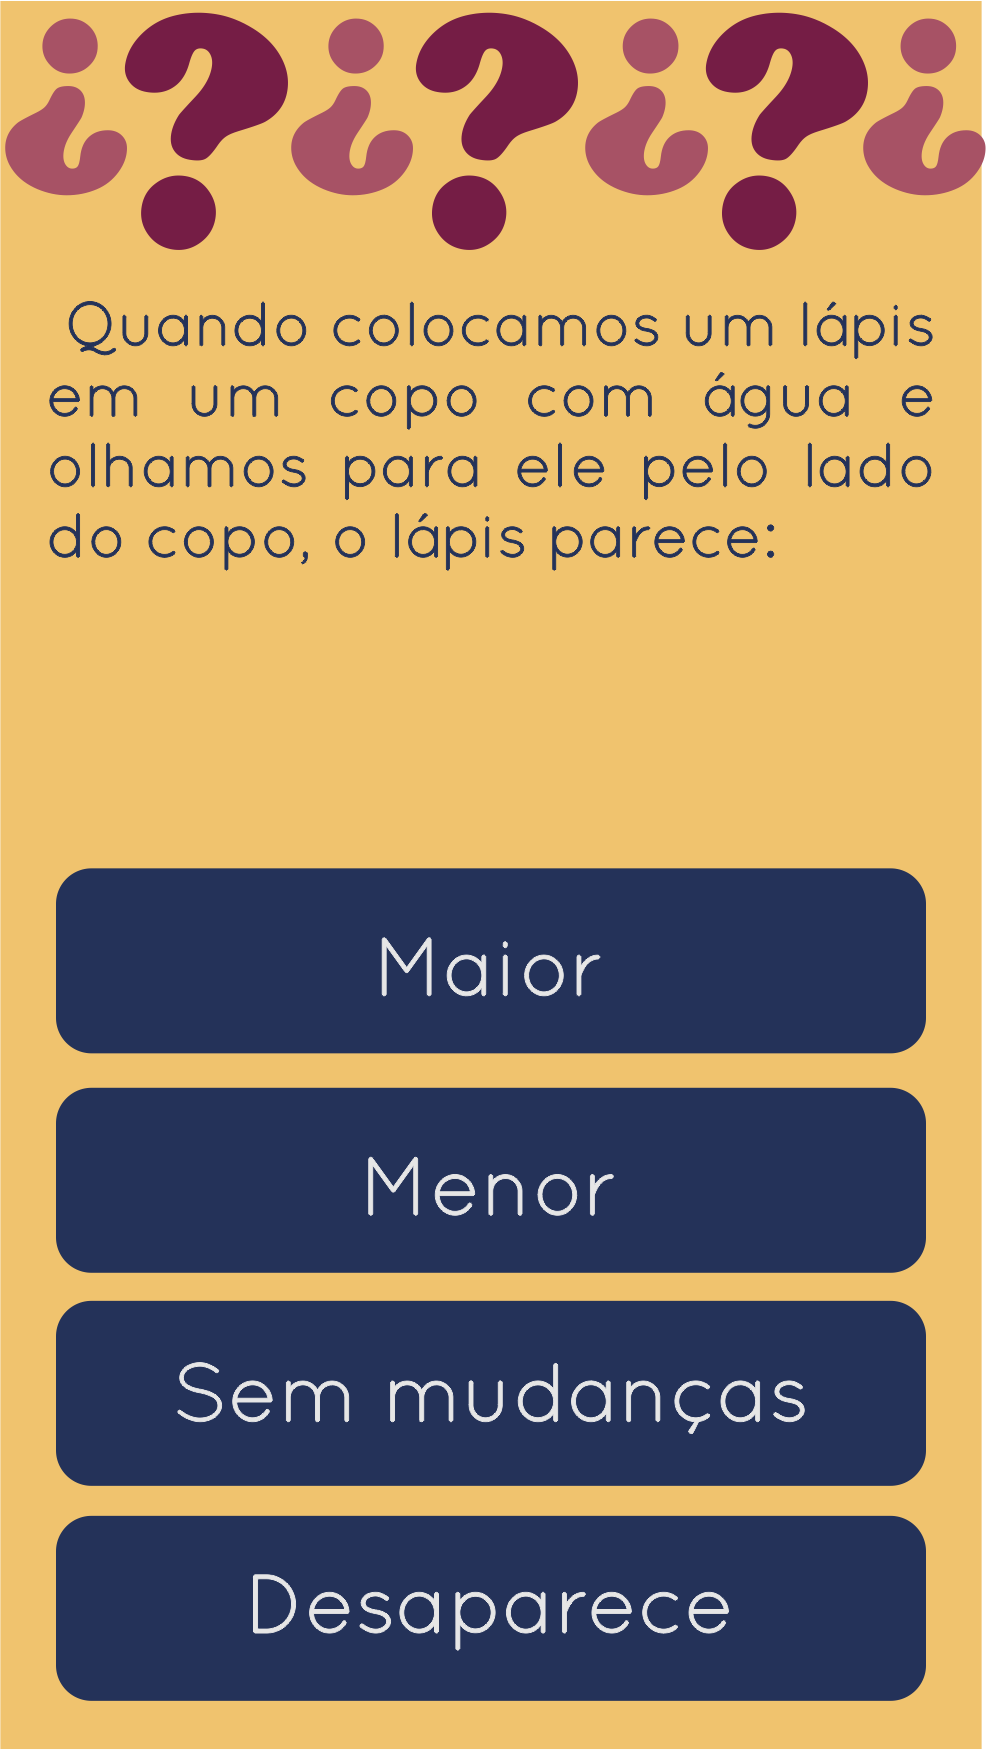 ¿?¿?¿?¿
Quando colocamos um lápis
em um copo com água e
olhamos para ele pelo lado
do copo, o lápis parece:
Maior
Menor
Sem mudanças
Desaparece